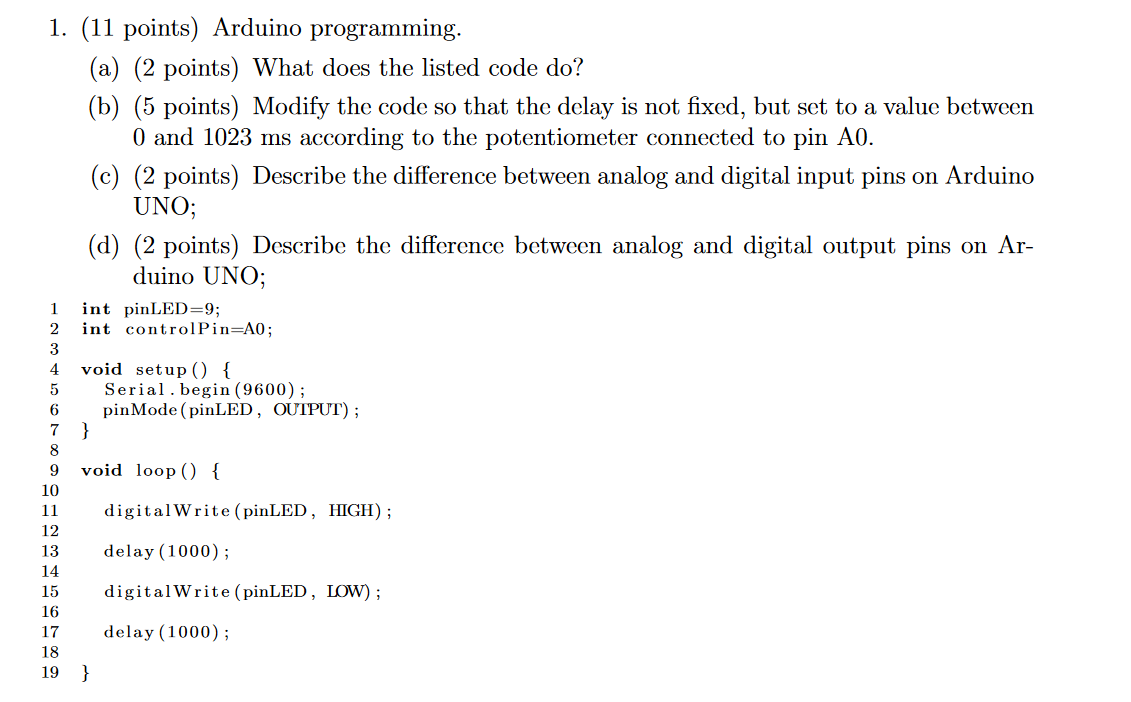 1. (11 points) Arduino programming.
(a) (2 points) What does the listed code do?
(b) (5 points) Modify the code so that the delay is not fixed, but set to a value between
0 and 1023 ms according to the potentiometer connected to pin A0.
(c) (2 points) Describe the difference between analog and digital input pins on Arduino
UNO;
(d) (2 points) Describe the difference between analog and digital output pins on Ar-
duino UNO;
1 int pinLED=9;
2 int controlPin=A0;
3
4 void setup() {
5 Serial.begin(9600);
6 pinMode(pinLED, OUTPUT);
7 }
8
9 void loop() {
10
11 digitalWrite(pinLED, HIGH);
12
13 delay(1000);
14
15 digitalWrite(pinLED, LOW);
16
17 delay(1000);
18
19 }